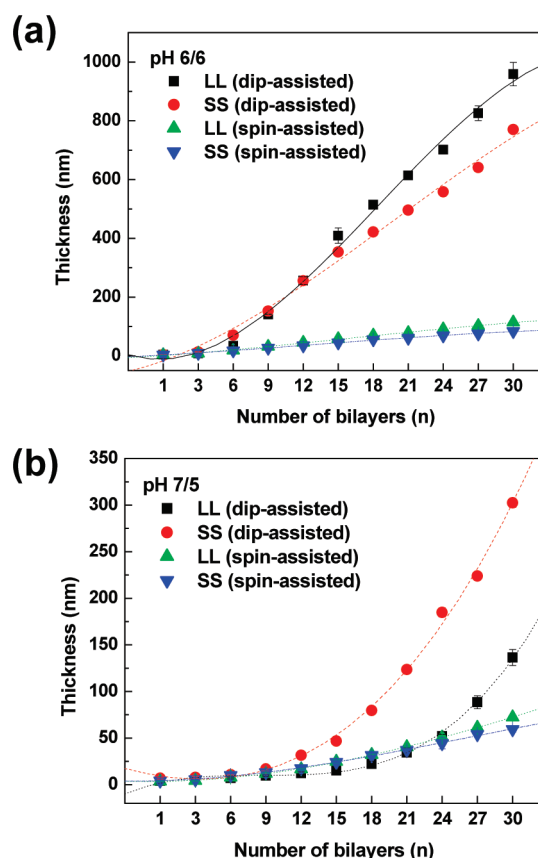 (a)
pH 6/6
LL (dip-assisted)
SS (dip-assisted)
LL (spin-assisted)
SS (spin-assisted)
Thickness (nm)
1000
800
600
400
200
0
1 3 6 9 12 15 18 21 24 27 30
Number of bilayers (n)
(b)
pH 7/5
LL (dip-assisted)
SS (dip-assisted)
LL (spin-assisted)
SS (spin-assisted)
Thickness (nm)
350
300
250
200
150
100
50
0
1 3 6 9 12 15 18 21 24 27 30
Number of bilayers (n)